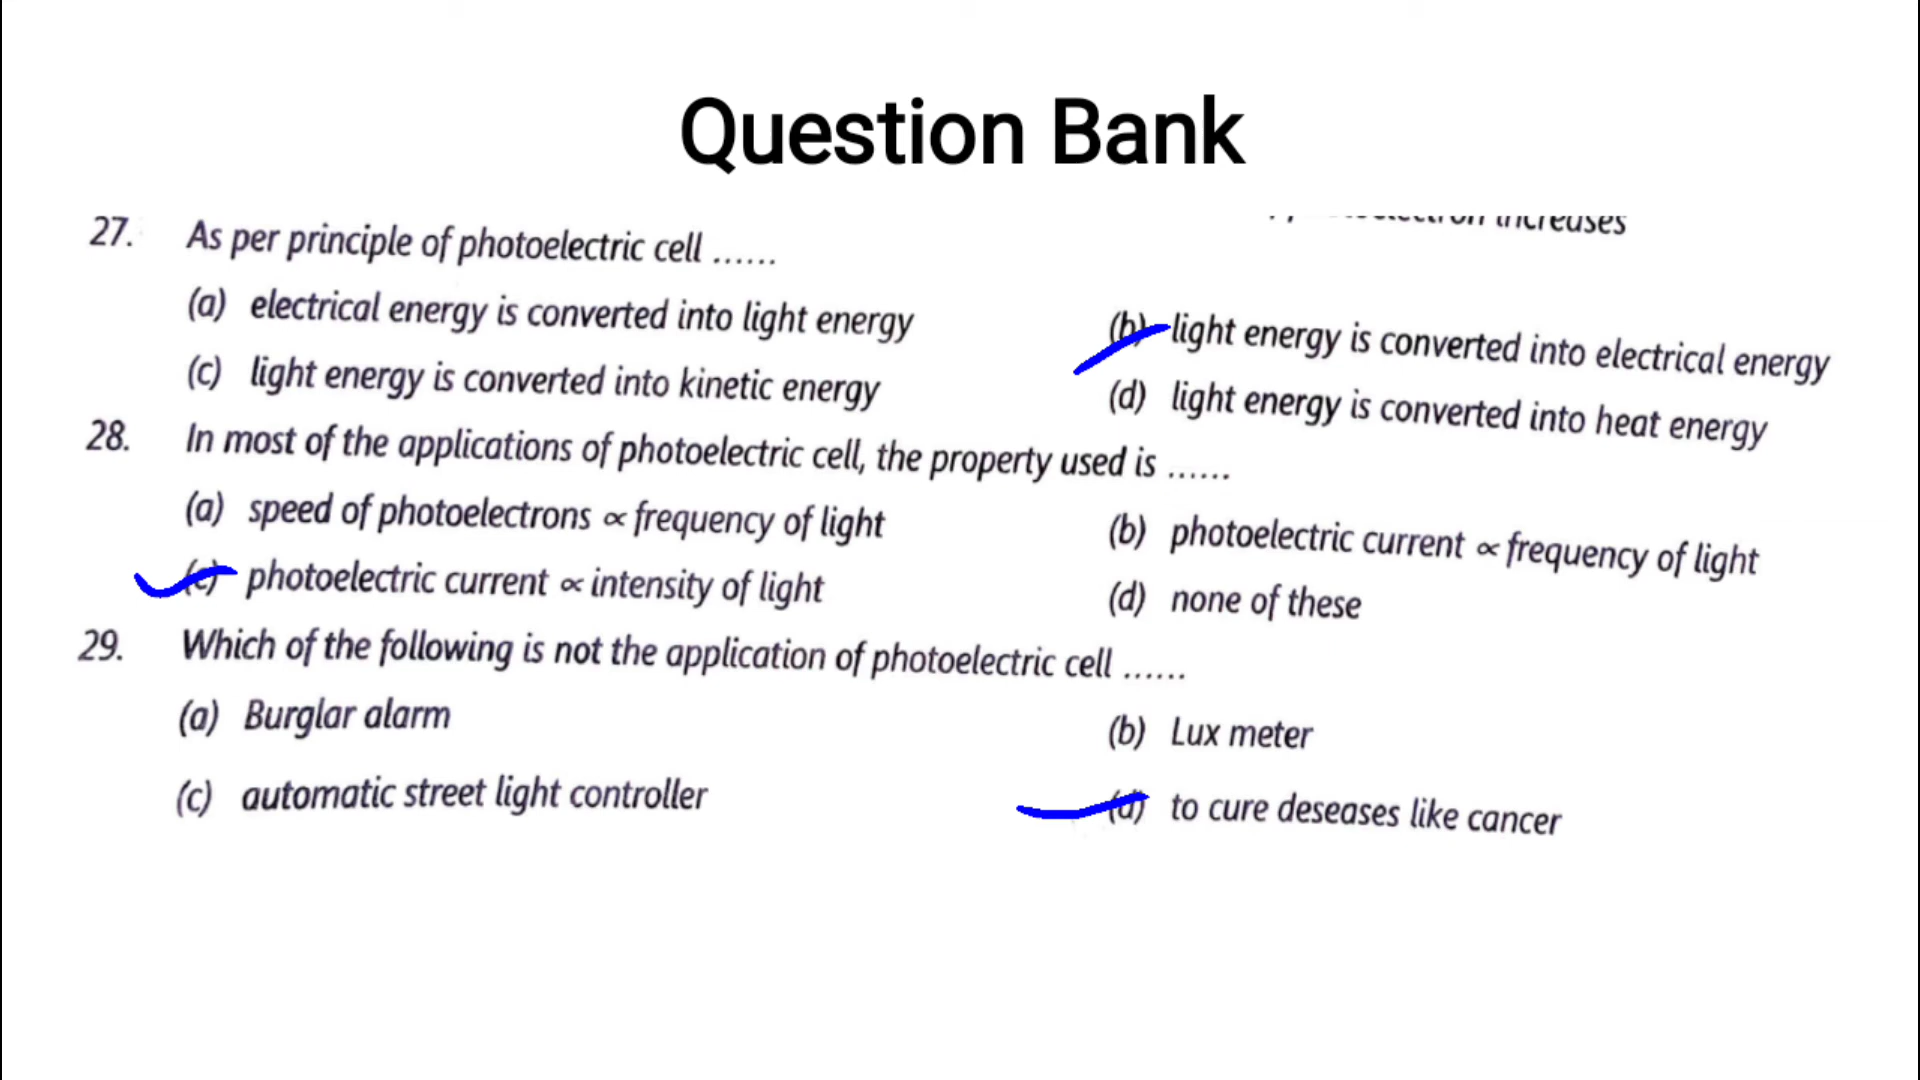 Question Bank
increases
27. As per principle of photoelectric cell ......
(a) electrical energy is converted into light energy (b) light energy is converted into electrical energy
(c) light energy is converted into kinetic energy (d) light energy is converted into heat energy
28. In most of the applications of photoelectric cell, the property used is ......
(a) speed of photoelectrons ∝ frequency of light (b) photoelectric current ∝ frequency of light
(c) photoelectric current ∝ intensity of light (d) none of these
29. Which of the following is not the application of photoelectric cell ......
(a) Burglar alarm (b) Lux meter
(c) automatic street light controller (d) to cure deseases like cancer